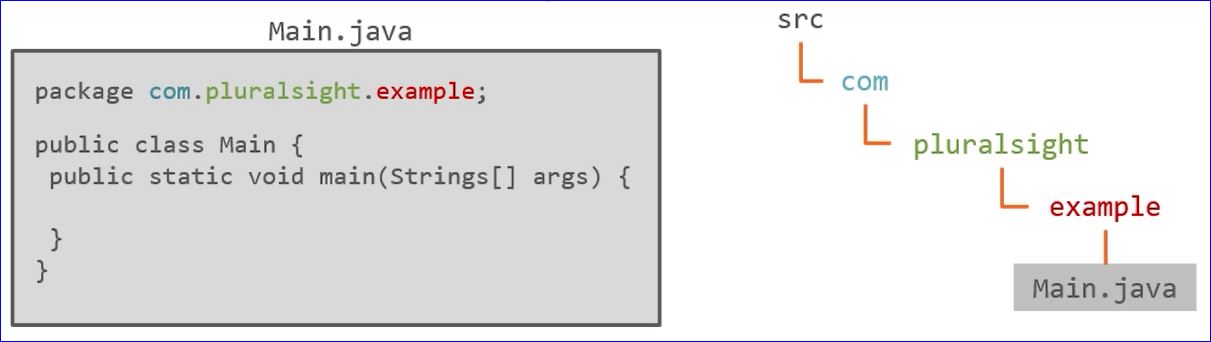 Main.java
package com.pluralsight.example;
public class Main {
public static void main(Strings[] args) {
}
}
src
com
pluralsight
example
Main.java